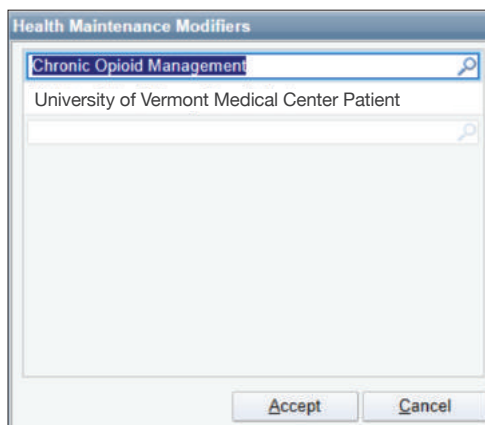 Health Maintenance Modifiers
Chronic Opioid Management
University of Vermont Medical Center Patient
Accept
Cancel